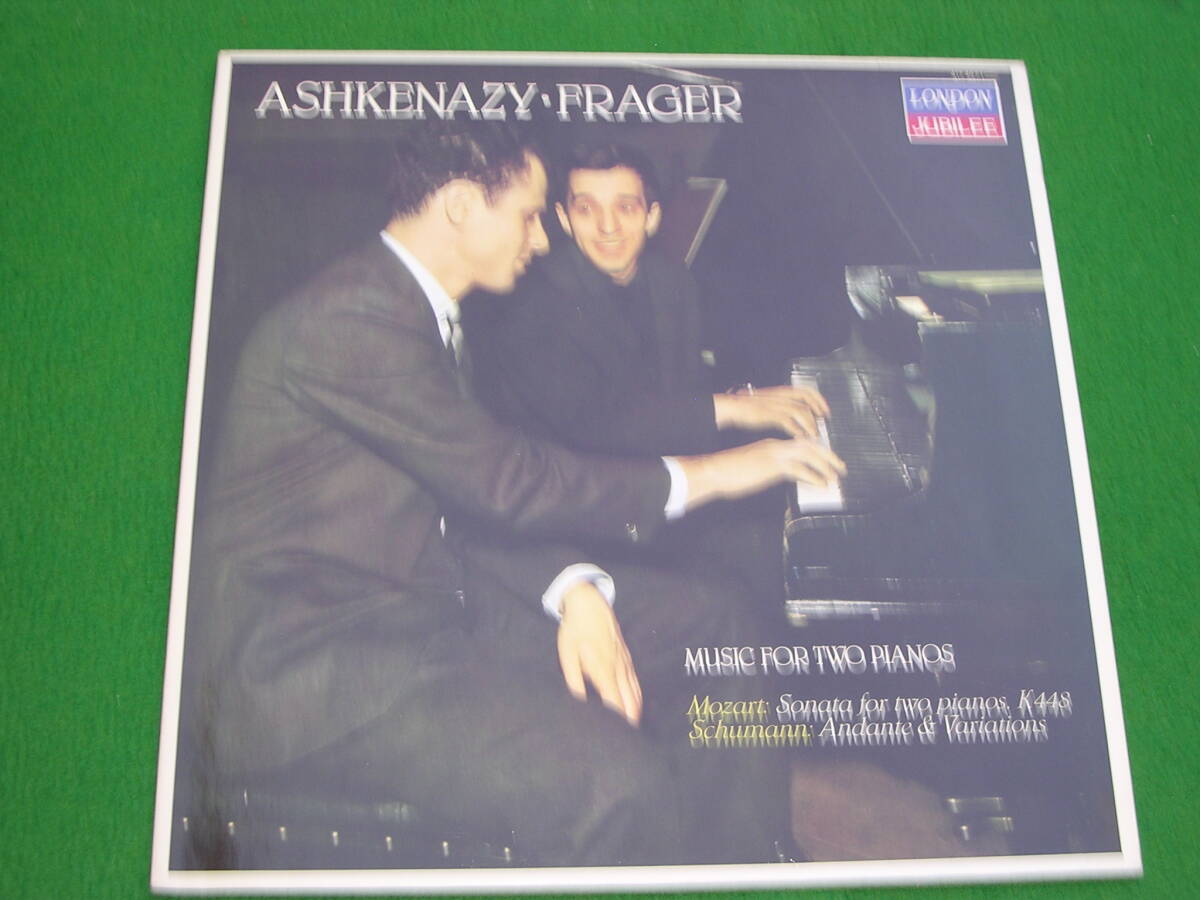 ASHKENAZY · FRAGER
LONDON
JUBILEE
MUSIC FOR TWO PIANOS
Mozart: Sonata for two pianos, K448
Schumann: Andante & Variations